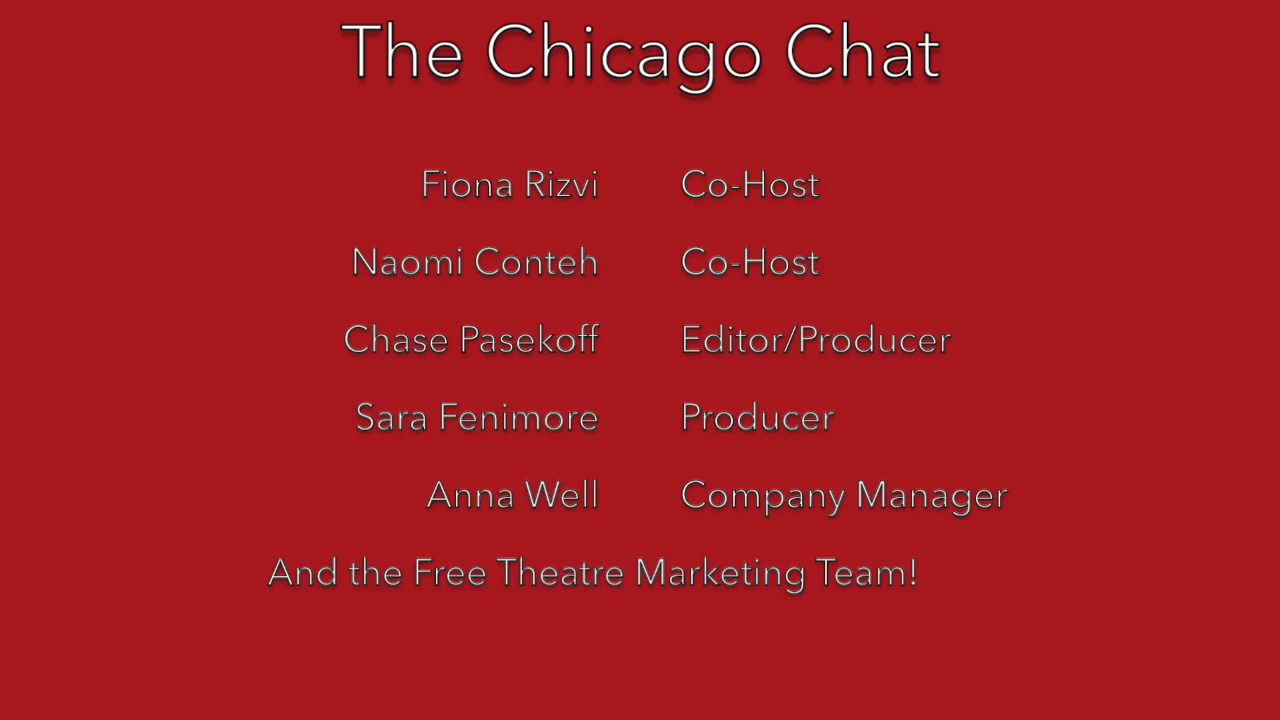 The Chicago Chat
Fiona Rizvi Co-Host
Naomi Conteh Co-Host
Chase Pasekoff Editor/Producer
Sara Fenimore Producer
Anna Well Company Manager
And the Free Theatre Marketing Team!